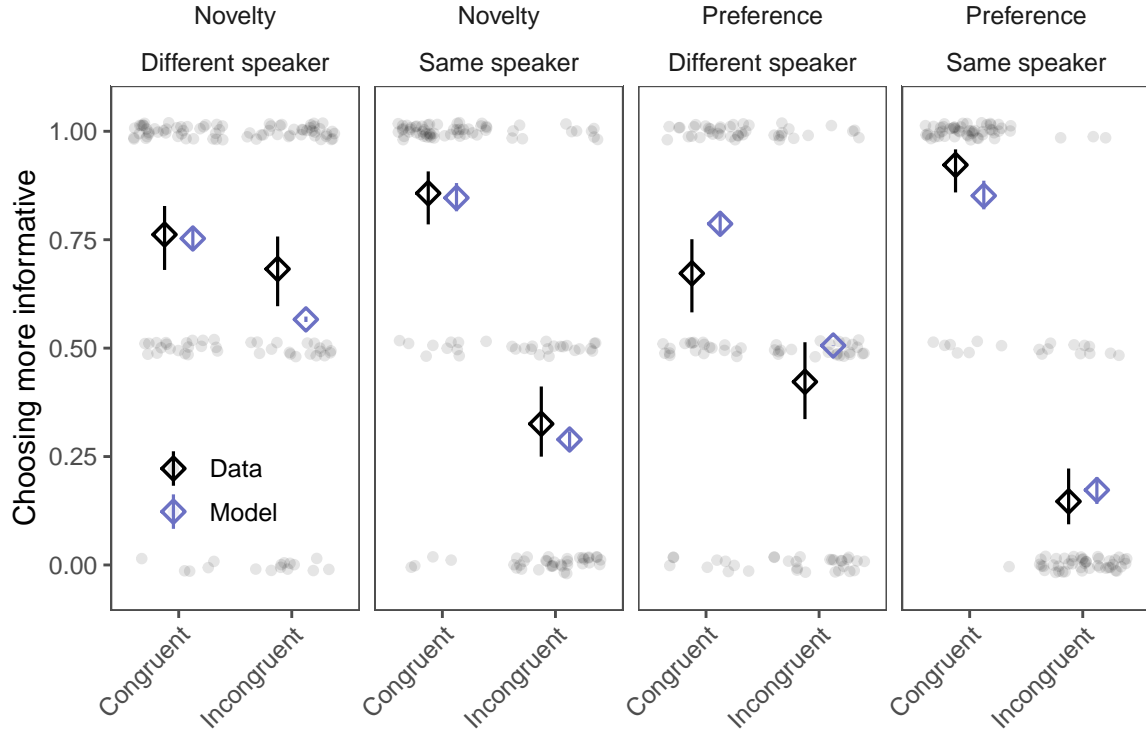 Novelty
Novelty
Preference
Preference
Different speaker
Same speaker
Different speaker
Same speaker
Choosing more informative
1.00
0.75
0.50
0.25
0.00
Data
Model
Congruent
Incongruent
Congruent
Incongruent
Congruent
Incongruent
Congruent
Incongruent